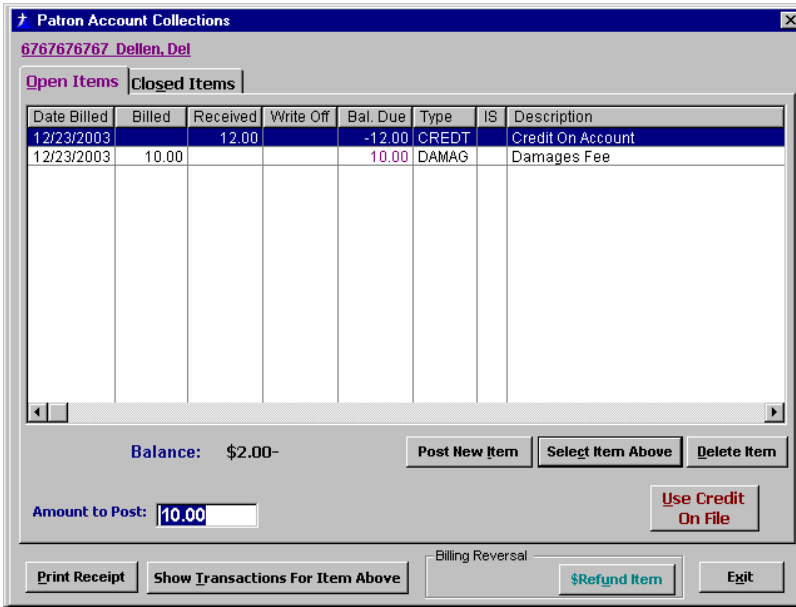 Patron Account Collections
6767676767 Dellen, Del
Open Items Closed Items
Date Billed Billed Received Write Off Bal. Due Type IS Description
12/23/2003 12.00 -12.00 CREDT Credit On Account
12/23/2003 10.00 10.00 DAMAG Damages Fee
Balance: $2.00- Post New Item Select Item Above Delete Item
Amount to Post: 10.00 Use Credit
On File
Billing Reversal
Print Receipt Show Transactions For Item Above $Refund Item Exit